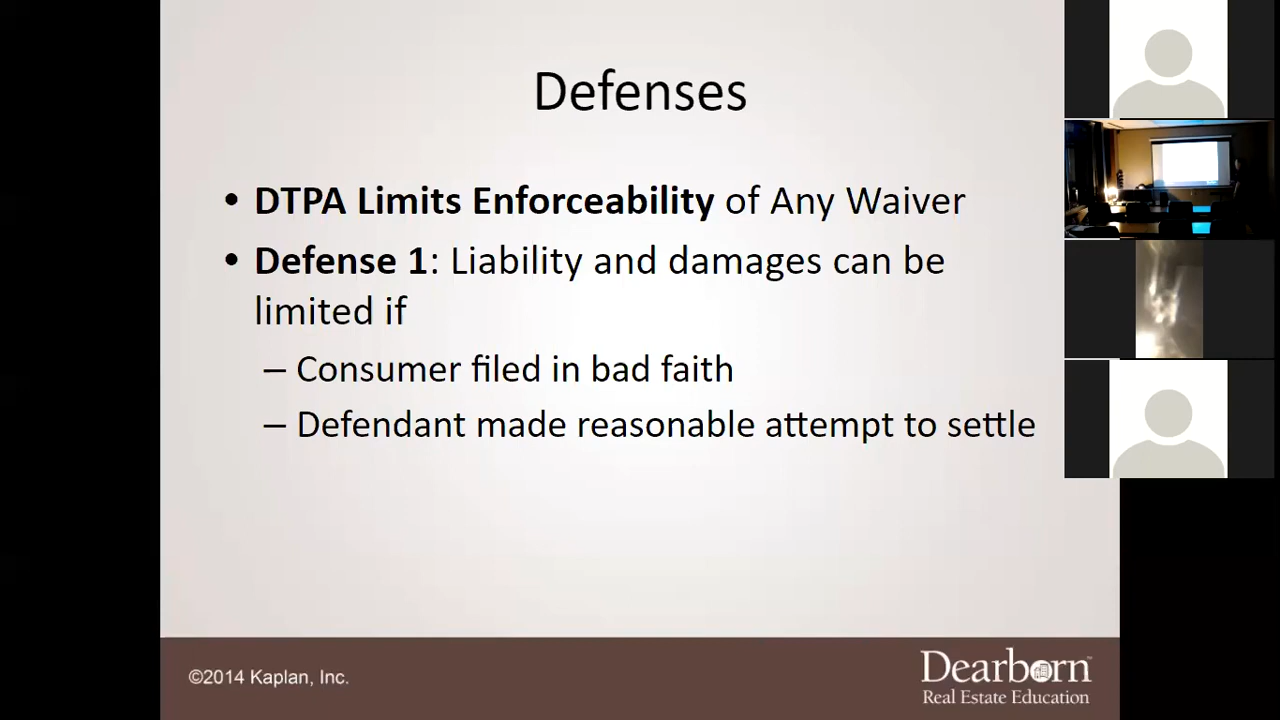 Defenses
• DTPA Limits Enforceability of Any Waiver
• Defense 1: Liability and damages can be
limited if
– Consumer filed in bad faith
– Defendant made reasonable attempt to settle
©2014 Kaplan, Inc.
Dearborn™
Real Estate Education